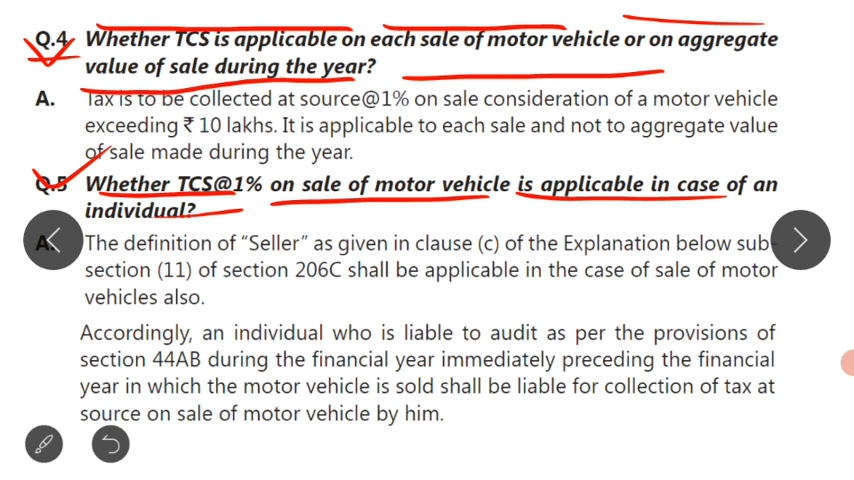 Q.4 Whether TCS is applicable on each sale of motor vehicle or on aggregate
value of sale during the year?
A. Tax is to be collected at source@1% on sale consideration of a motor vehicle
exceeding ₹ 10 lakhs. It is applicable to each sale and not to aggregate value
of sale made during the year.
Q.5 Whether TCS@1% on sale of motor vehicle is applicable in case of an
individual?
A. The definition of “Seller” as given in clause (c) of the Explanation below sub-
section (11) of section 206C shall be applicable in the case of sale of motor
vehicles also.
Accordingly, an individual who is liable to audit as per the provisions of
section 44AB during the financial year immediately preceding the financial
year in which the motor vehicle is sold shall be liable for collection of tax at
source on sale of motor vehicle by him.